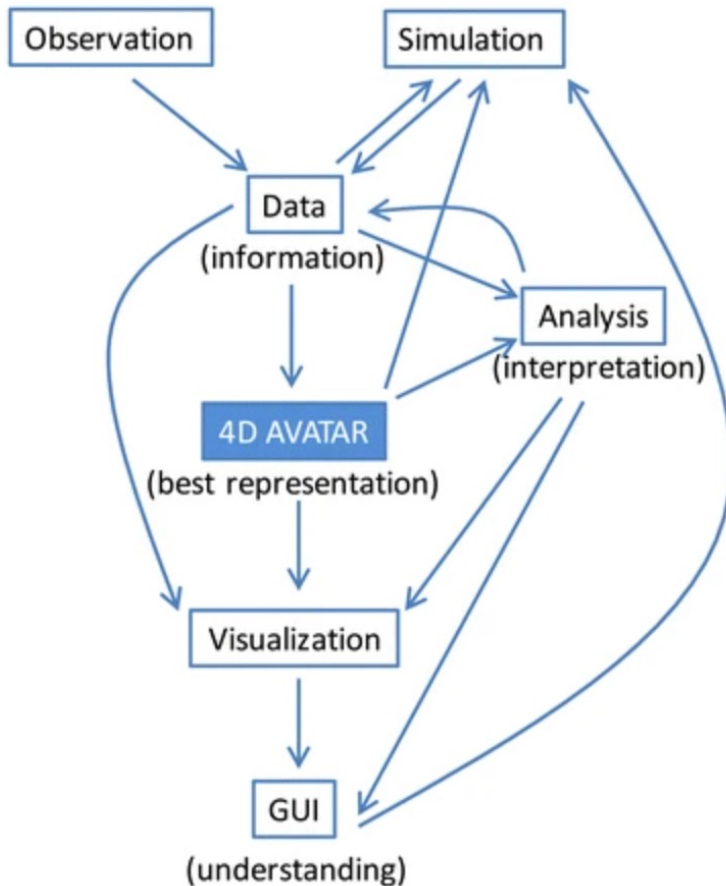 Observation
Simulation
Data
(information)
Analysis
(interpretation)
4D AVATAR
(best representation)
Visualization
GUI
(understanding)